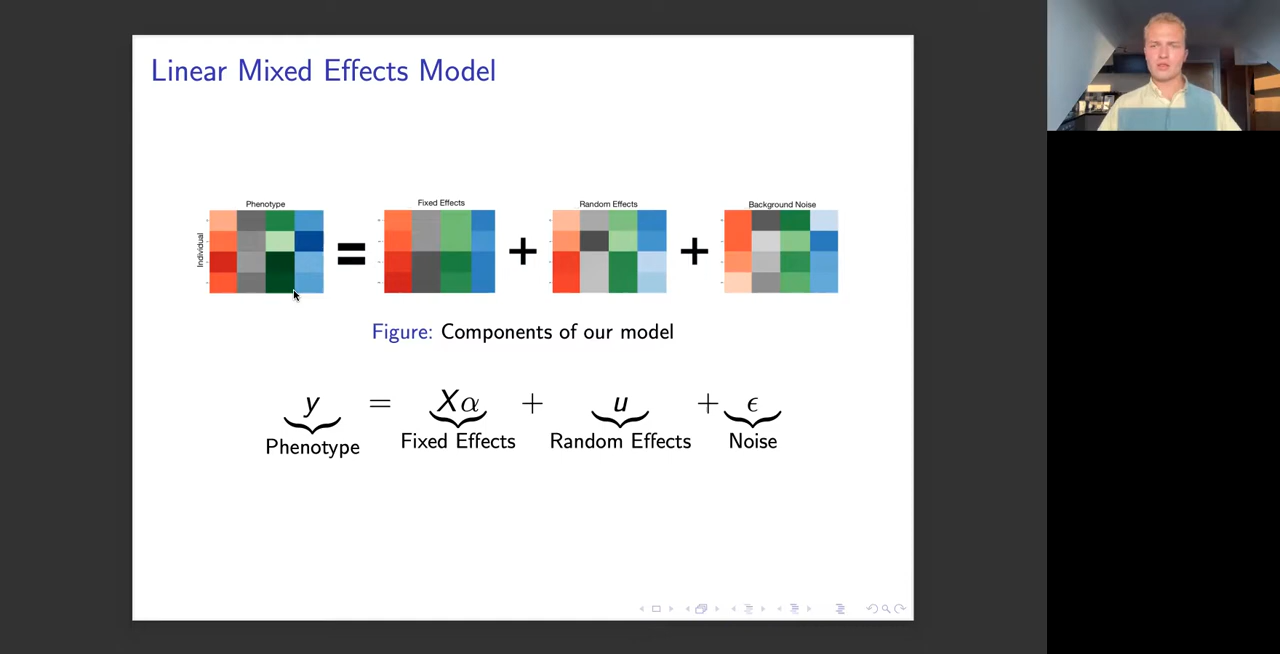 Linear Mixed Effects Model
Phenotype
Fixed Effects
Random Effects
Background Noise
Individual
= + +
Figure: Components of our model
y = Xα + u + ϵ
Phenotype Fixed Effects Random Effects Noise